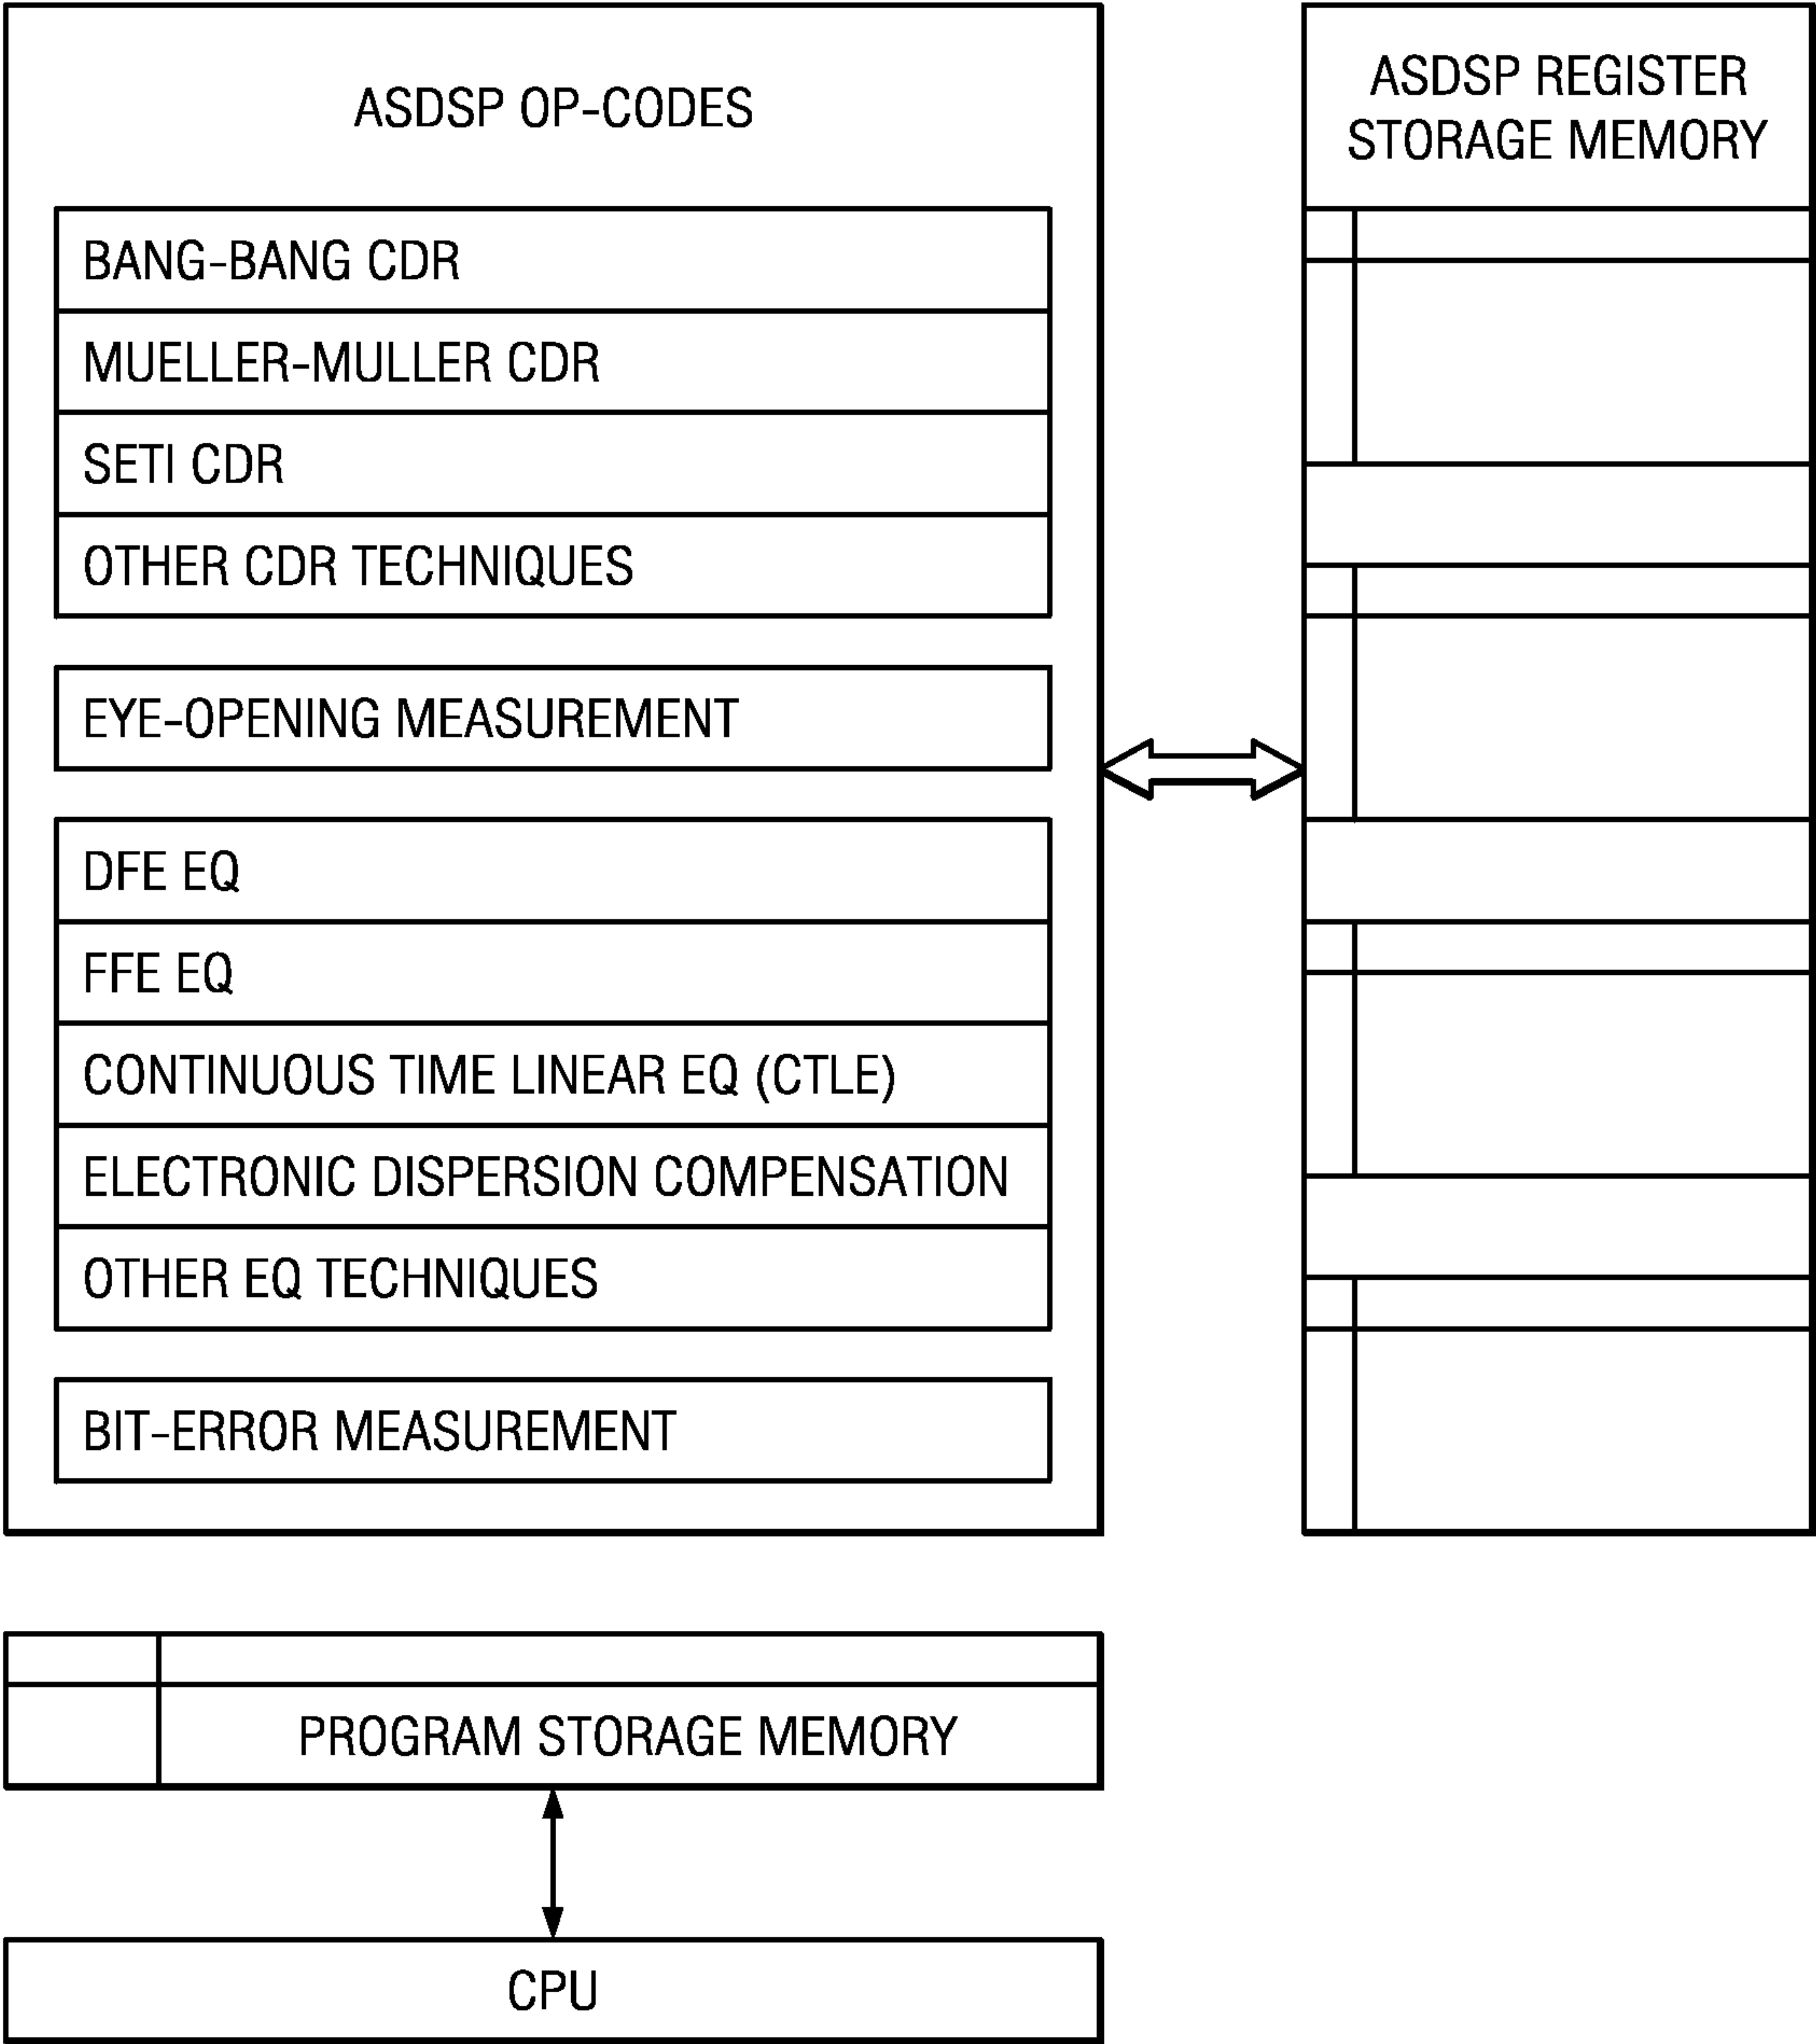 ASDSP OP-CODES
BANG-BANG CDR
MUELLER-MULLER CDR
SETI CDR
OTHER CDR TECHNIQUES
EYE-OPENING MEASUREMENT
DFE EQ
FFE EQ
CONTINUOUS TIME LINEAR EQ (CTLE)
ELECTRONIC DISPERSION COMPENSATION
OTHER EQ TECHNIQUES
BIT-ERROR MEASUREMENT
ASDSP REGISTER
STORAGE MEMORY
PROGRAM STORAGE MEMORY
CPU